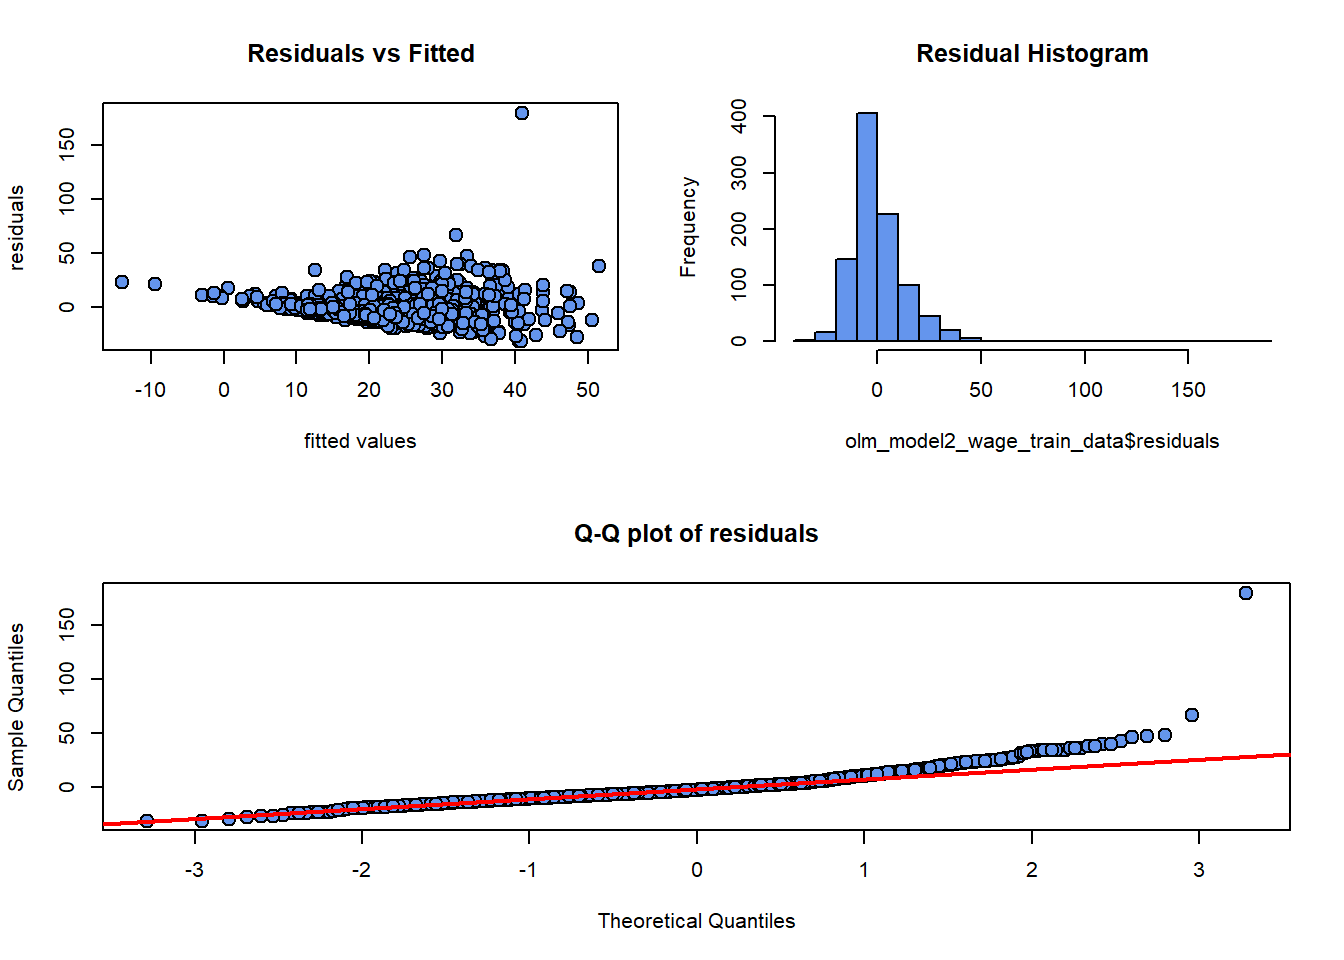 Residuals vs Fitted
residuals
0 50 100 150
-10 0 10 20 30 40 50
fitted values
Residual Histogram
Frequency
0 100 200 300 400
0 50 100 150
olm_model2_wage_train_data$residuals
Q-Q plot of residuals
Sample Quantiles
0 50 100 150
-3 -2 -1 0 1 2 3
Theoretical Quantiles